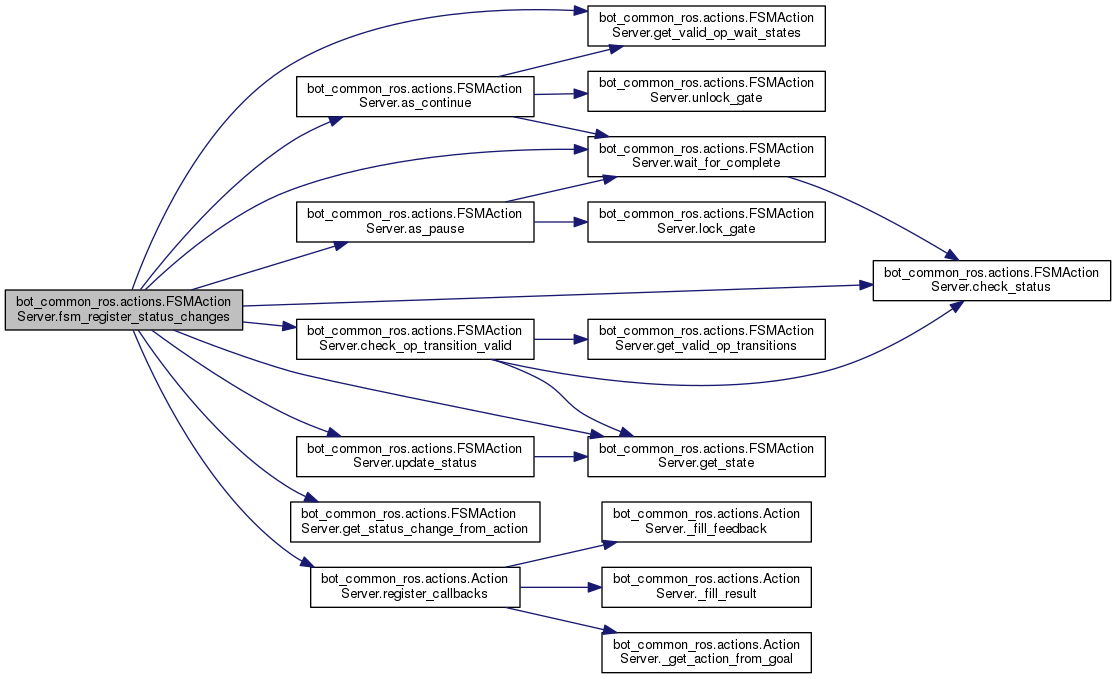 bot_common_ros.actions.FSMAction
Server.fsm_register_status_changes
bot_common_ros.actions.FSMAction
Server.get_valid_op_wait_states
bot_common_ros.actions.FSMAction
Server.as_continue
bot_common_ros.actions.FSMAction
Server.unlock_gate
bot_common_ros.actions.FSMAction
Server.wait_for_complete
bot_common_ros.actions.FSMAction
Server.as_pause
bot_common_ros.actions.FSMAction
Server.lock_gate
bot_common_ros.actions.FSMAction
Server.check_status
bot_common_ros.actions.FSMAction
Server.check_op_transition_valid
bot_common_ros.actions.FSMAction
Server.get_valid_op_transitions
bot_common_ros.actions.FSMAction
Server.update_status
bot_common_ros.actions.FSMAction
Server.get_state
bot_common_ros.actions.FSMAction
Server.get_status_change_from_action
bot_common_ros.actions.Action
Server.register_callbacks
bot_common_ros.actions.Action
Server._fill_feedback
bot_common_ros.actions.Action
Server._fill_result
bot_common_ros.actions.Action
Server._get_action_from_goal